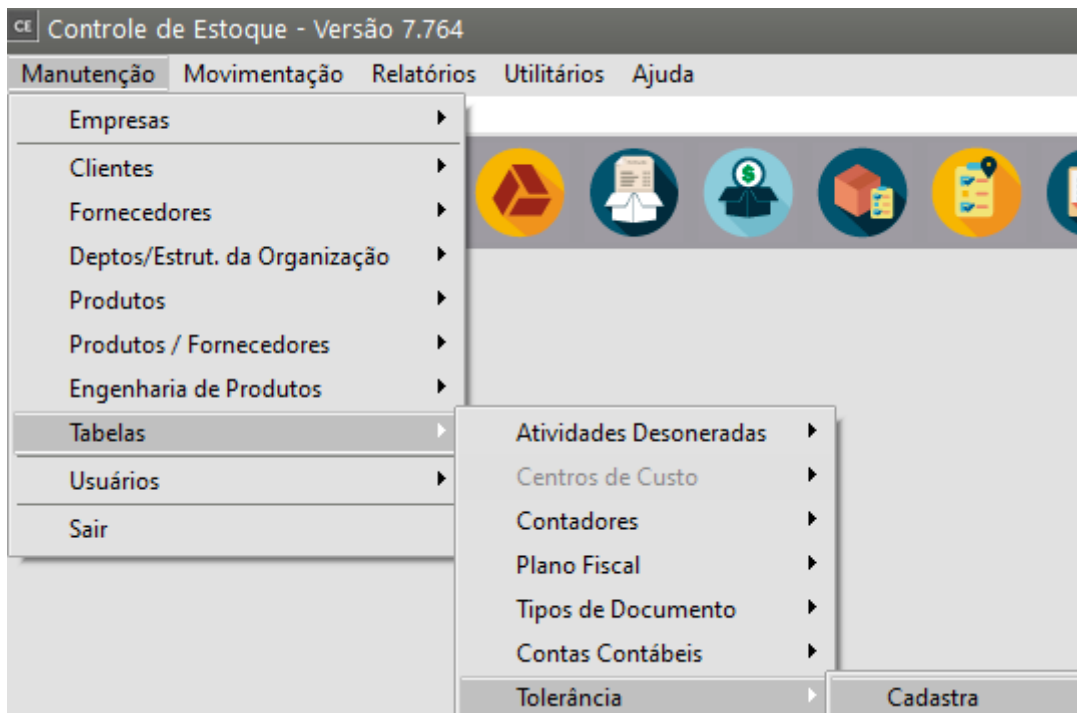 CE Controle de Estoque - Versão 7.764
Manutenção Movimentação Relatórios Utilitários Ajuda
Empresas
Clientes
Fornecedores
Deptos/Estrut. da Organização
Produtos
Produtos / Fornecedores
Engenharia de Produtos
Tabelas
Usuários
Sair
Atividades Desoneradas
Centros de Custo
Contadores
Plano Fiscal
Tipos de Documento
Contas Contábeis
Tolerância
Cadastra